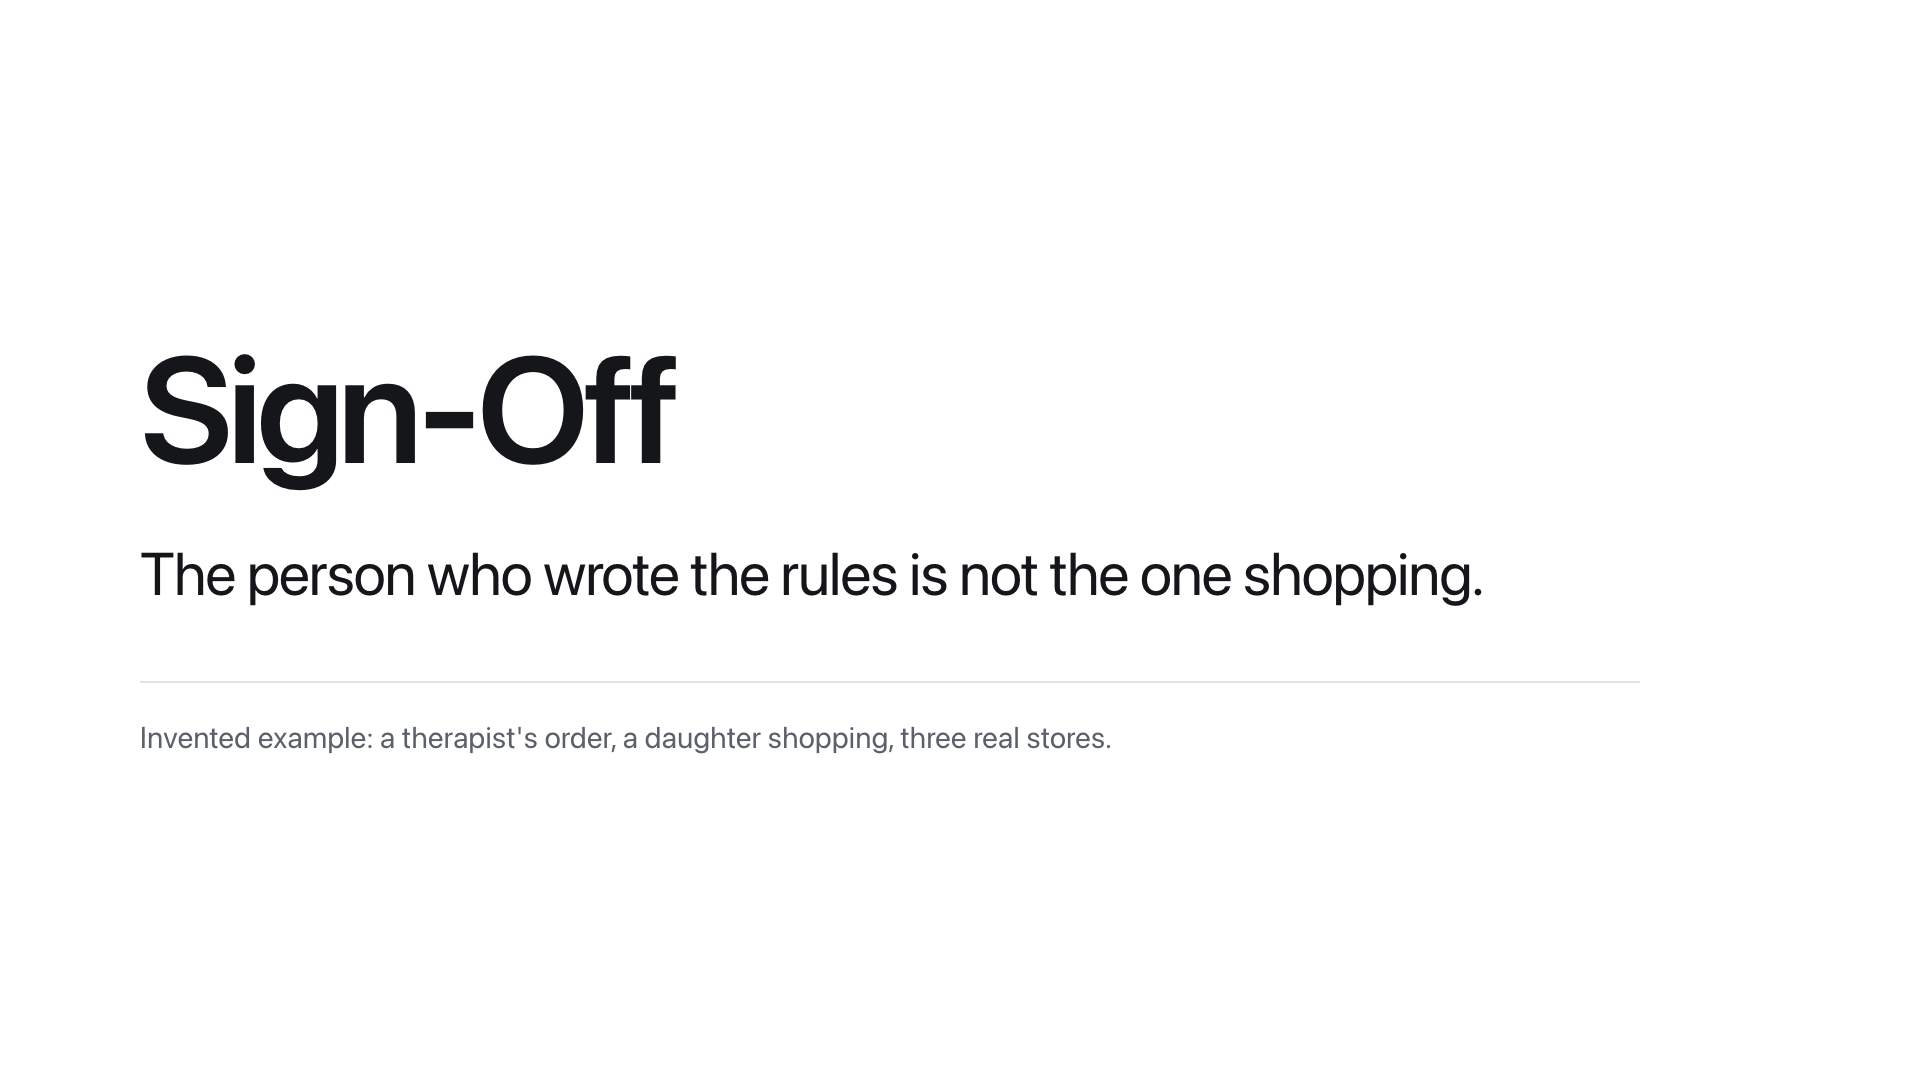 Sign-Off
The person who wrote the rules is not the one shopping.
Invented example: a therapist's order, a daughter shopping, three real stores.